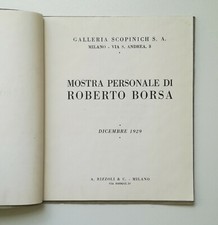 GALLERIA SCOPINICH S. A.
MILANO - VIA S. ANDREA, 8
MOSTRA PERSONALE DI
ROBERTO BORSA
DICEMBRE 1929
A. RIZZOLI & C. - MILANO